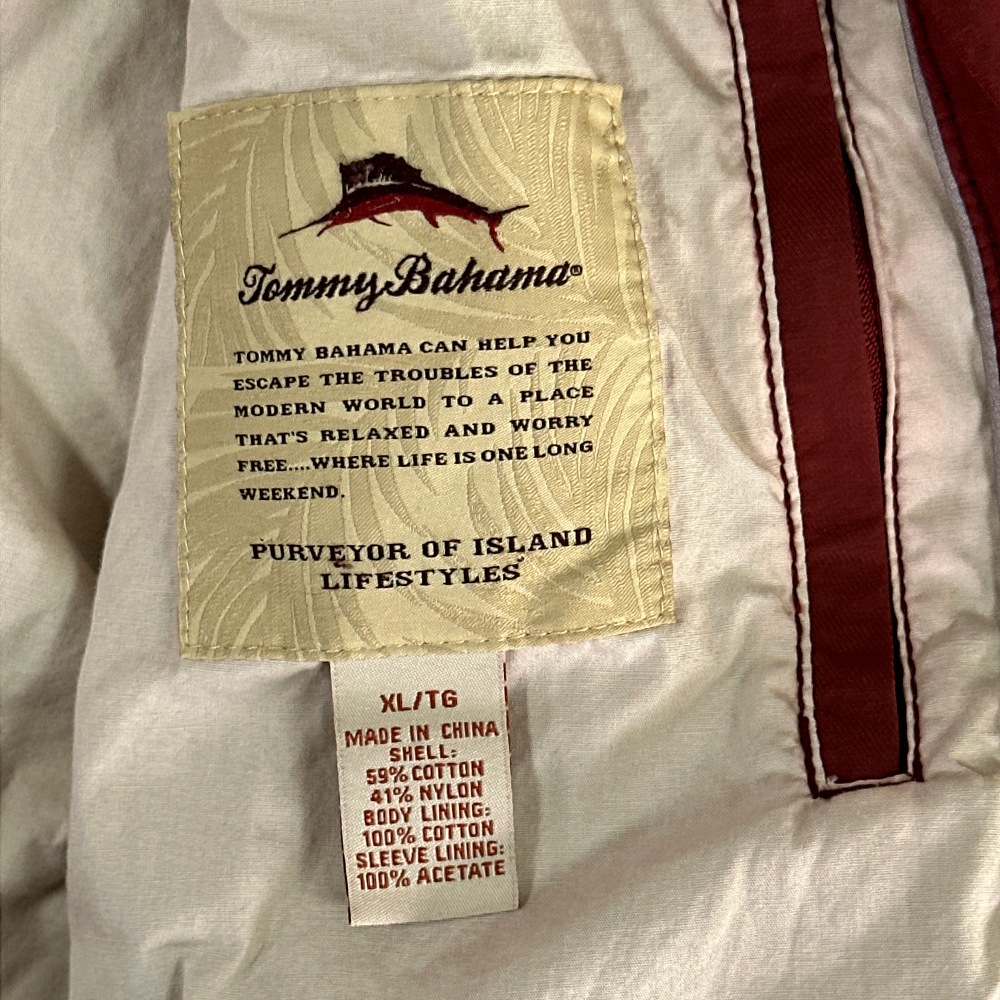 Tommy Bahama®
TOMMY BAHAMA CAN HELP YOU
ESCAPE THE TROUBLES OF THE
MODERN WORLD TO A PLACE
THAT'S RELAXED AND WORRY
FREE....WHERE LIFE IS ONE LONG
WEEKEND.
PURVEYOR OF ISLAND
LIFESTYLES
XL/TG
MADE IN CHINA
SHELL:
59% COTTON
41% NYLON
BODY LINING:
100% COTTON
SLEEVE LINING:
100% ACETATE